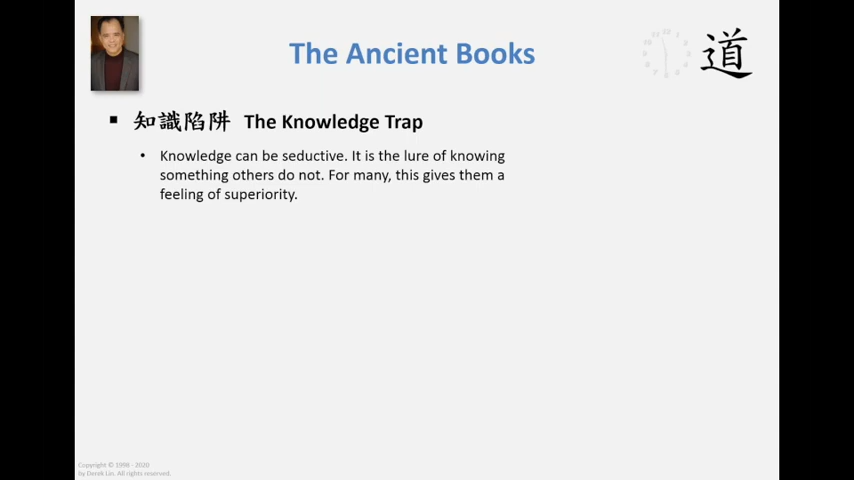 The Ancient Books
道
知識陷阱 The Knowledge Trap
Knowledge can be seductive. It is the lure of knowing
something others do not. For many, this gives them a
feeling of superiority.
Copyright © 1998 - 2020
by Derek Lin. All rights reserved.